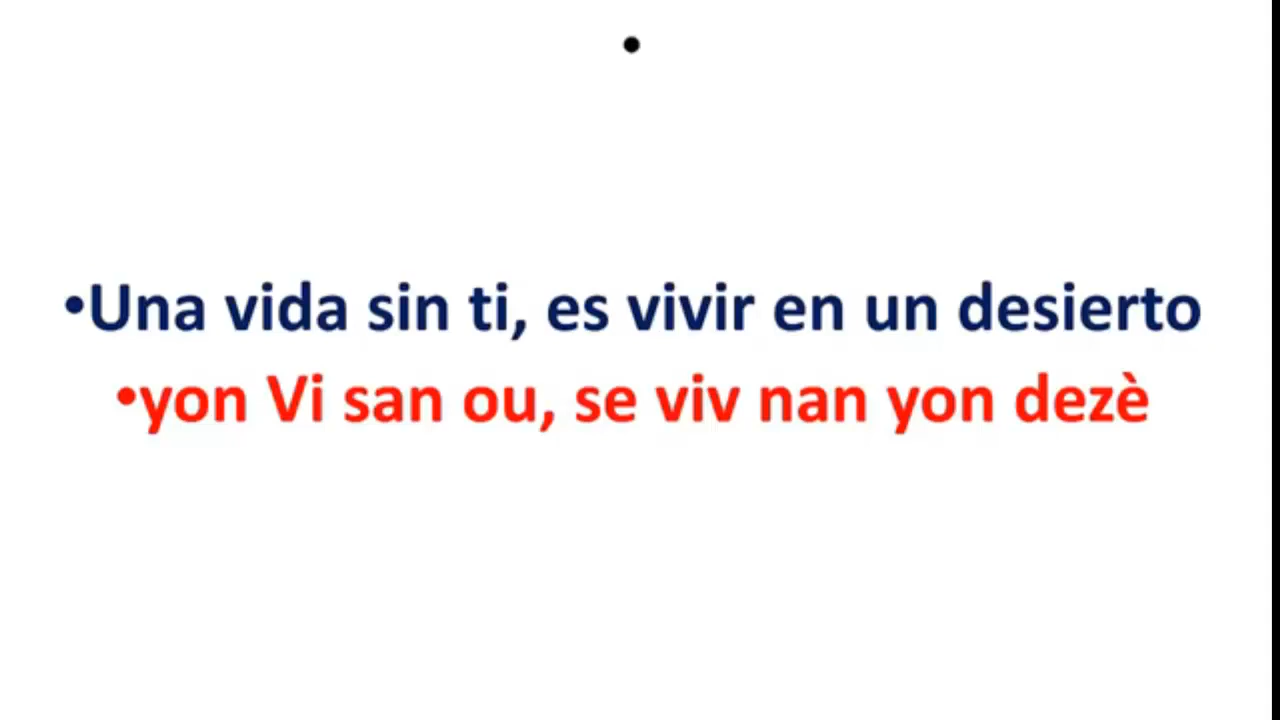 •
•Una vida sin ti, es vivir en un desierto
•yon Vi san ou, se viv nan yon dezè